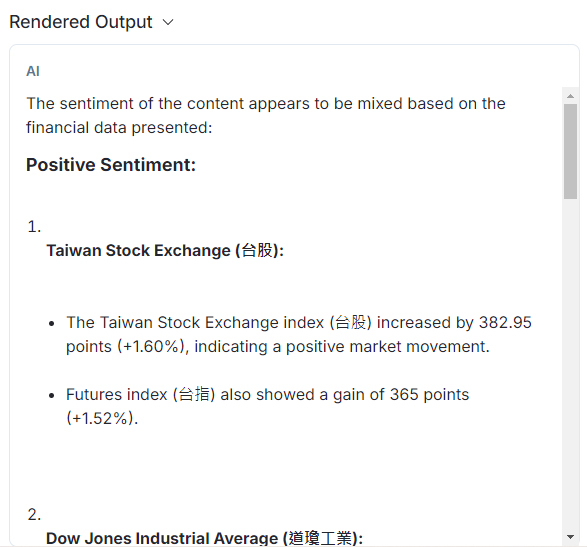 Rendered Output
AI
The sentiment of the content appears to be mixed based on the
financial data presented:
Positive Sentiment:
1.
Taiwan Stock Exchange (台股):
• The Taiwan Stock Exchange index (台股) increased by 382.95
points (+1.60%), indicating a positive market movement.
• Futures index (台指) also showed a gain of 365 points
(+1.52%).
2.
Dow Jones Industrial Average (道瓊工業):